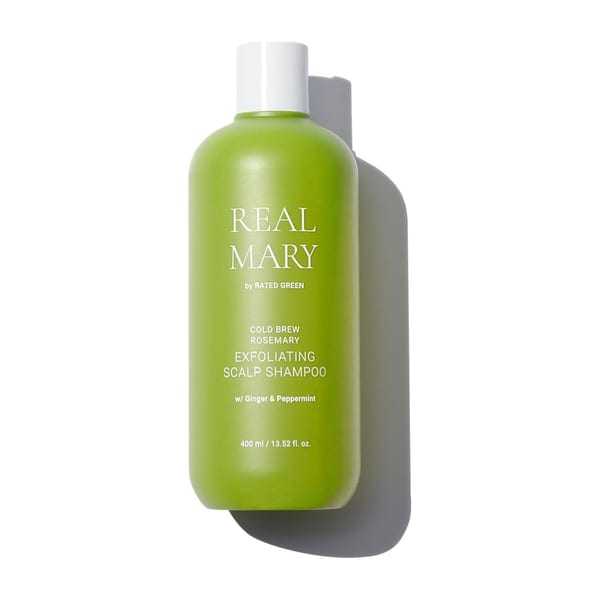 REAL
MARY
by RATED GREEN
COLD BREW
ROSEMARY
EXFOLIATING
SCALP SHAMPOO
w/ Ginger & Peppermint
400 ml / 13.52 fl. oz.